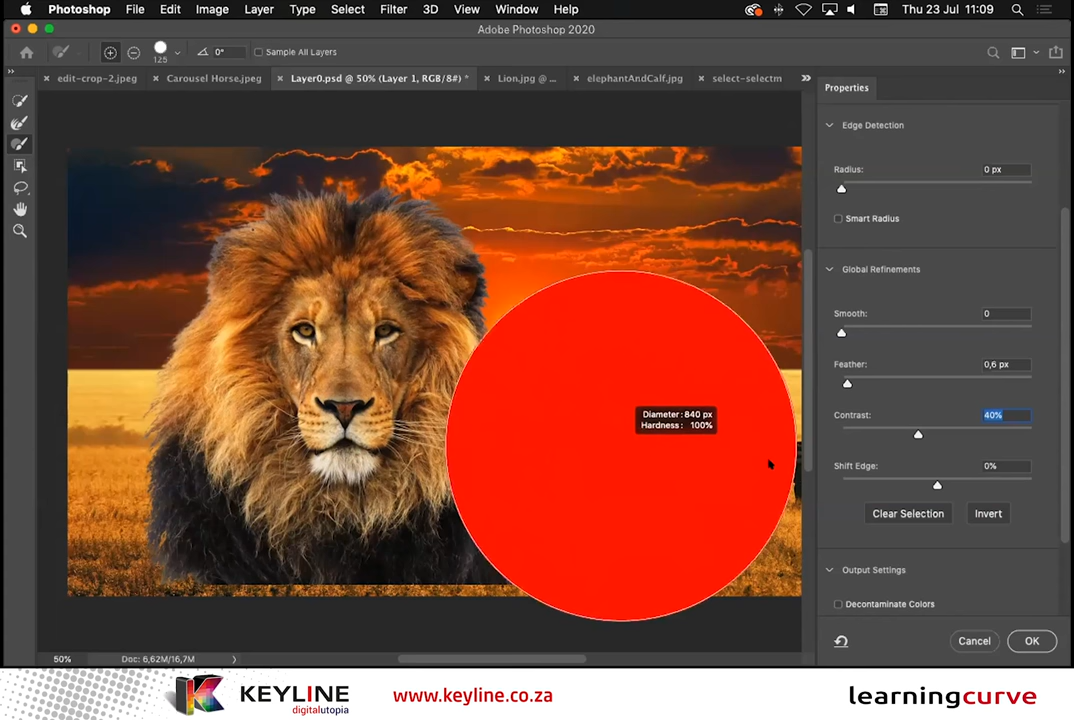 Photoshop File Edit Image Layer Type Select Filter 3D View Window Help Thu 23 Jul 11:09
Adobe Photoshop 2020
125 0° Sample All Layers
edit-crop-2.jpeg Carousel Horse.jpeg Layer0.psd @ 50% (Layer 1, RGB/8#) * Lion.jpg @ ... elephantAndCalf.jpg select-selectm
Properties
Edge Detection
Radius: 0 px
Smart Radius
Global Refinements
Smooth: 0
Feather: 0,6 px
Contrast: 40%
Diameter: 840 px
Hardness: 100%
Shift Edge: 0%
Clear Selection Invert
Output Settings
Decontaminate Colors
Cancel OK
50% Doc: 6,62M/16,7M
KEYLINE
digitalutopia
www.keyline.co.za
learningcurve